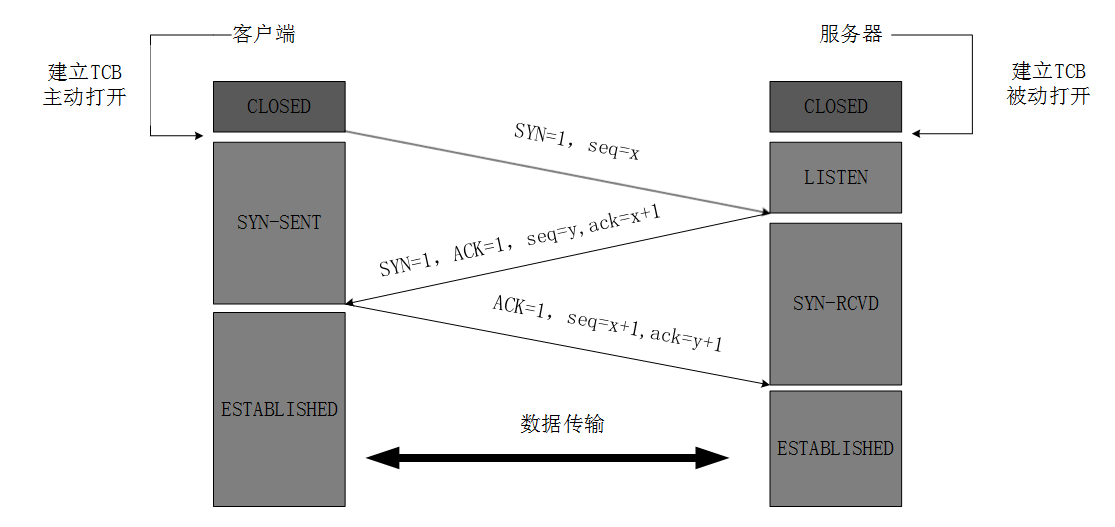 客户端
服务器
建立TCB
主动打开
建立TCB
被动打开
CLOSED
CLOSED
SYN=1，seq=x
LISTEN
SYN-SENT
SYN=1，ACK=1，seq=y,ack=x+1
SYN-RCVD
ACK=1，seq=x+1,ack=y+1
ESTABLISHED
数据传输
ESTABLISHED